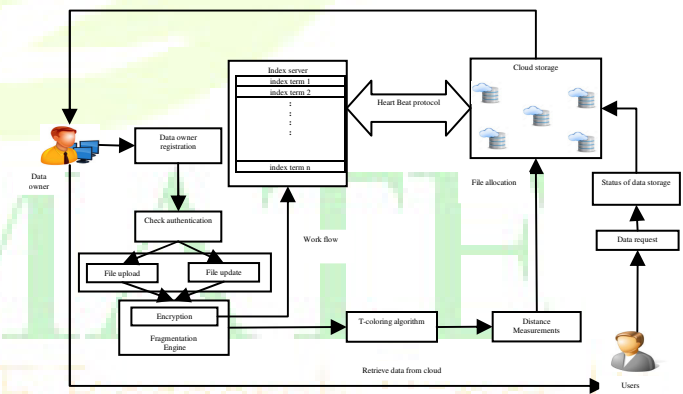 Index server
index term 1
index term 2
:
:
:
:
index term n
Heart Beat protocol
Cloud storage
Data owner
registration
Data
owner
File allocation
Status of data storage
Check authentication
Work flow
Data request
File upload
File update
Encryption
Fragmentation
Engine
T-coloring algorithm
Distance
Measurements
Retrieve data from cloud
Users